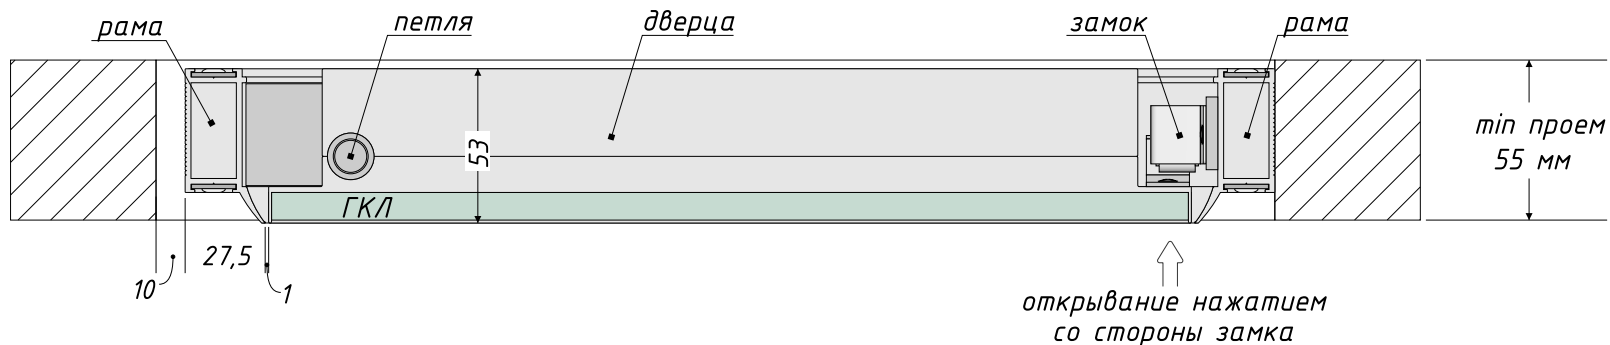 рама
петля
дверца
замок
рама
53
min проем
55 мм
ГКЛ
27,5
10
1
открывание нажатием
со стороны замка